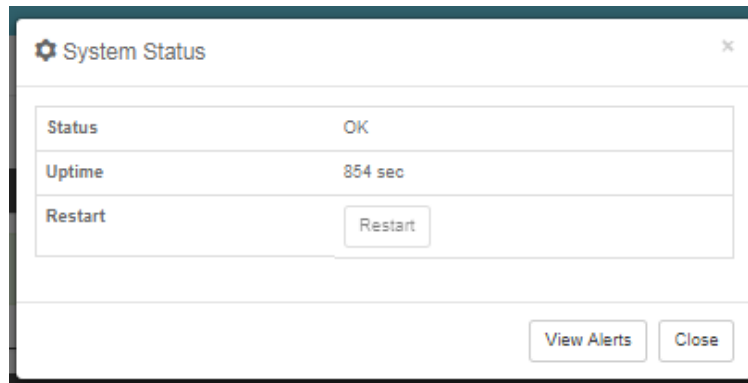 System Status
×
Status OK
Uptime 854 sec
Restart Restart
View Alerts Close